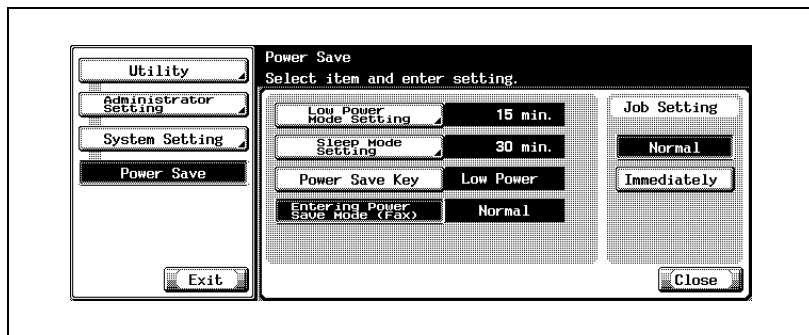 Utility
Administrator
Setting
System Setting
Power Save
Exit
Power Save
Select item and enter setting.
Low Power
Mode Setting
15 min.
Sleep Mode
Setting
30 min.
Power Save Key
Low Power
Entering Power
Save Mode (Fax)
Normal
Job Setting
Normal
Immediately
Close